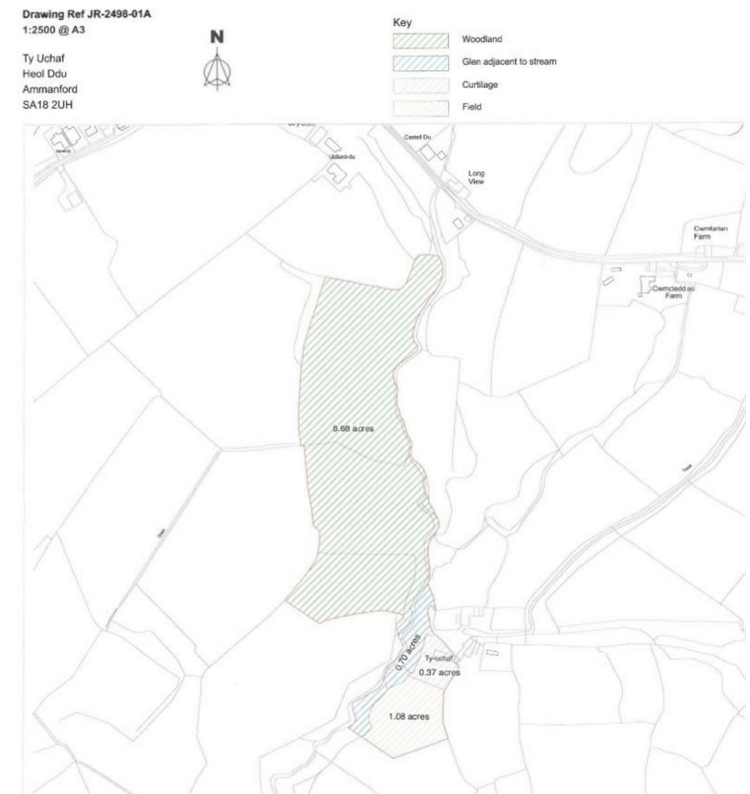 Drawing Ref JR-2498-01A
1:2500 @ A3
Ty Uchaf
Heol Ddu
Ammanford
SA18 2UH
N
Key
Woodland
Glen adjacent to stream
Curtilage
Field
Castell Du
Long
View
Farm
Farm
8.68 acres
Track
Drain
0.70 acres
Ty-uchaf
0.37 acres
1.08 acres